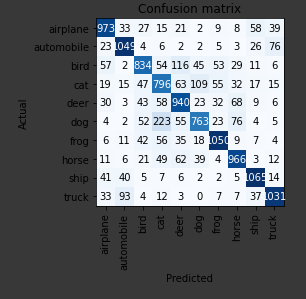 Confusion matrix
Actual
airplane 973 33 27 15 21 2 9 8 58 39
automobile 23 1049 4 6 2 2 5 3 26 76
bird 57 2 834 54 116 45 53 29 11 6
cat 19 15 47 796 63 109 55 32 17 15
deer 30 3 43 58 940 23 32 68 9 6
dog 4 2 52 223 55 763 23 76 4 5
frog 6 11 42 56 35 18 1050 9 7 4
horse 11 6 21 49 62 39 4 966 3 12
ship 41 40 5 7 6 2 2 5 1065 14
truck 33 93 4 12 3 0 7 7 37 1031
airplane automobile bird cat deer dog frog horse ship truck
Predicted